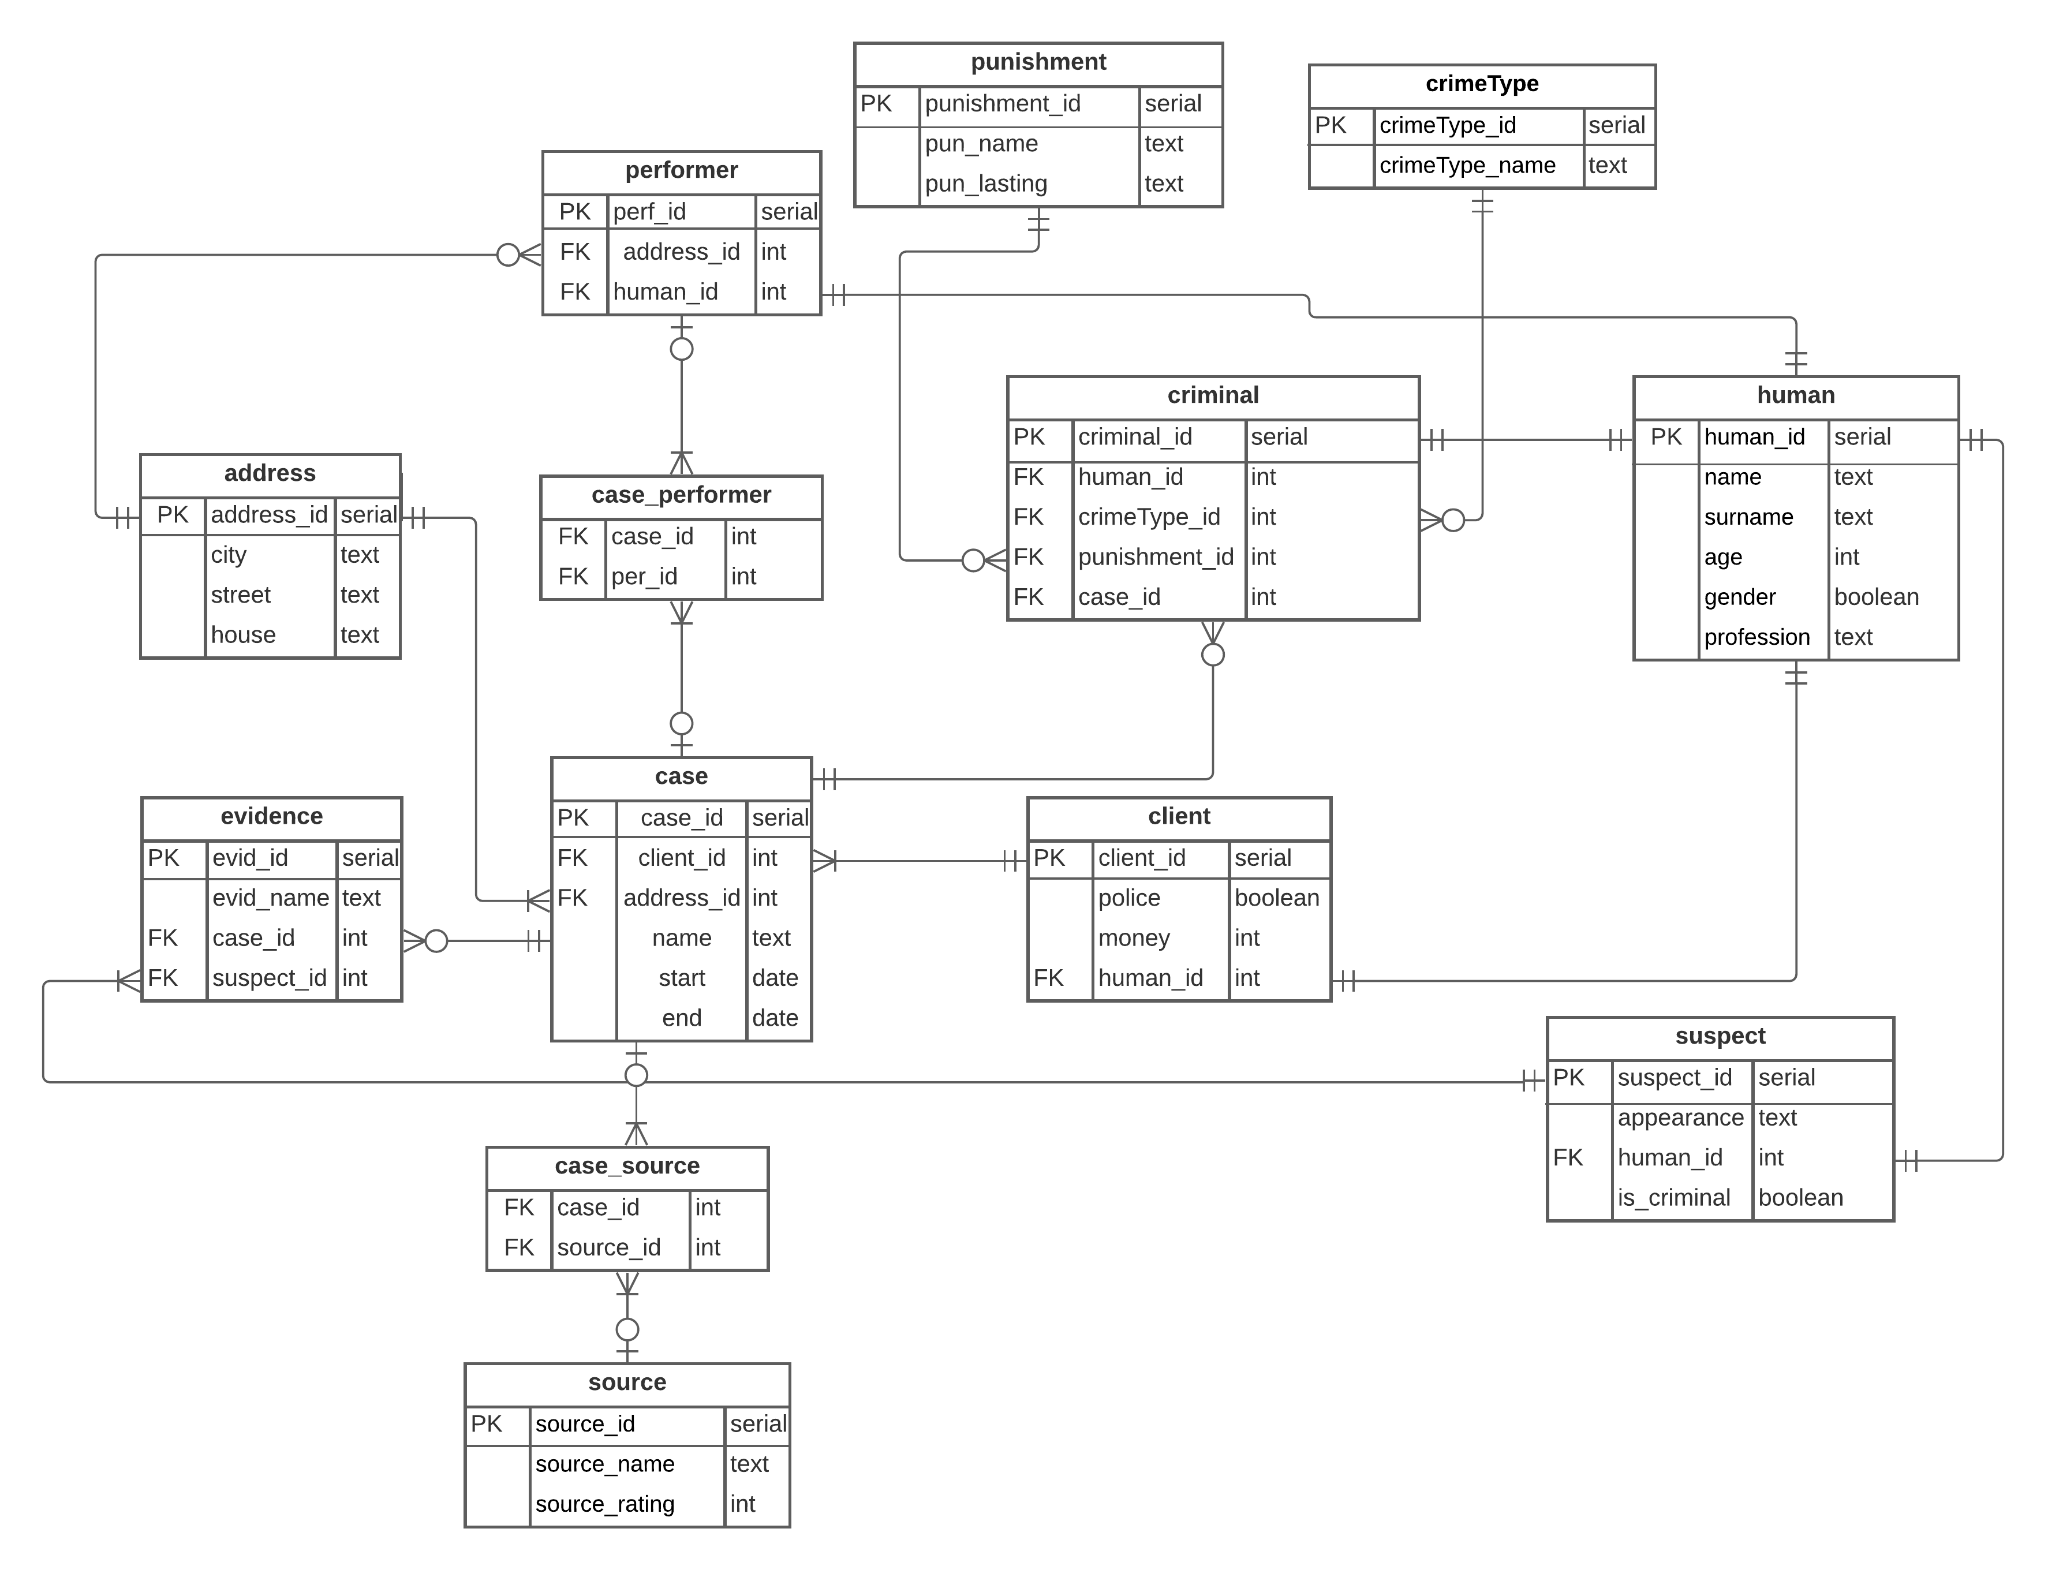 punishment
PK punishment_id serial
pun_name text
pun_lasting text
crimeType
PK crimeType_id serial
crimeType_name text
performer
PK perf_id serial
FK address_id int
FK human_id int
criminal
PK criminal_id serial
FK human_id int
FK crimeType_id int
FK punishment_id int
FK case_id int
human
PK human_id serial
name text
surname text
age int
gender boolean
profession text
address
PK address_id serial
city text
street text
house text
case_performer
FK case_id int
FK per_id int
case
PK case_id serial
FK client_id int
FK address_id int
name text
start date
end date
evidence
PK evid_id serial
evid_name text
FK case_id int
FK suspect_id int
client
PK client_id serial
police boolean
money int
FK human_id int
suspect
PK suspect_id serial
appearance text
FK human_id int
is_criminal boolean
case_source
FK case_id int
FK source_id int
source
PK source_id serial
source_name text
source_rating int